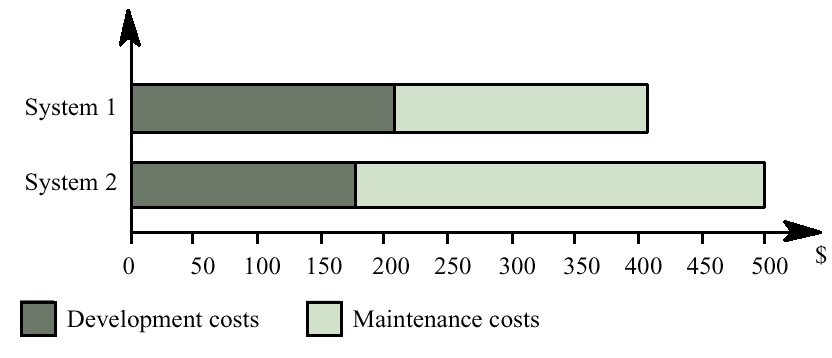 System 1
System 2
0 50 100 150 200 250 300 350 400 450 500
$
Development costs Maintenance costs